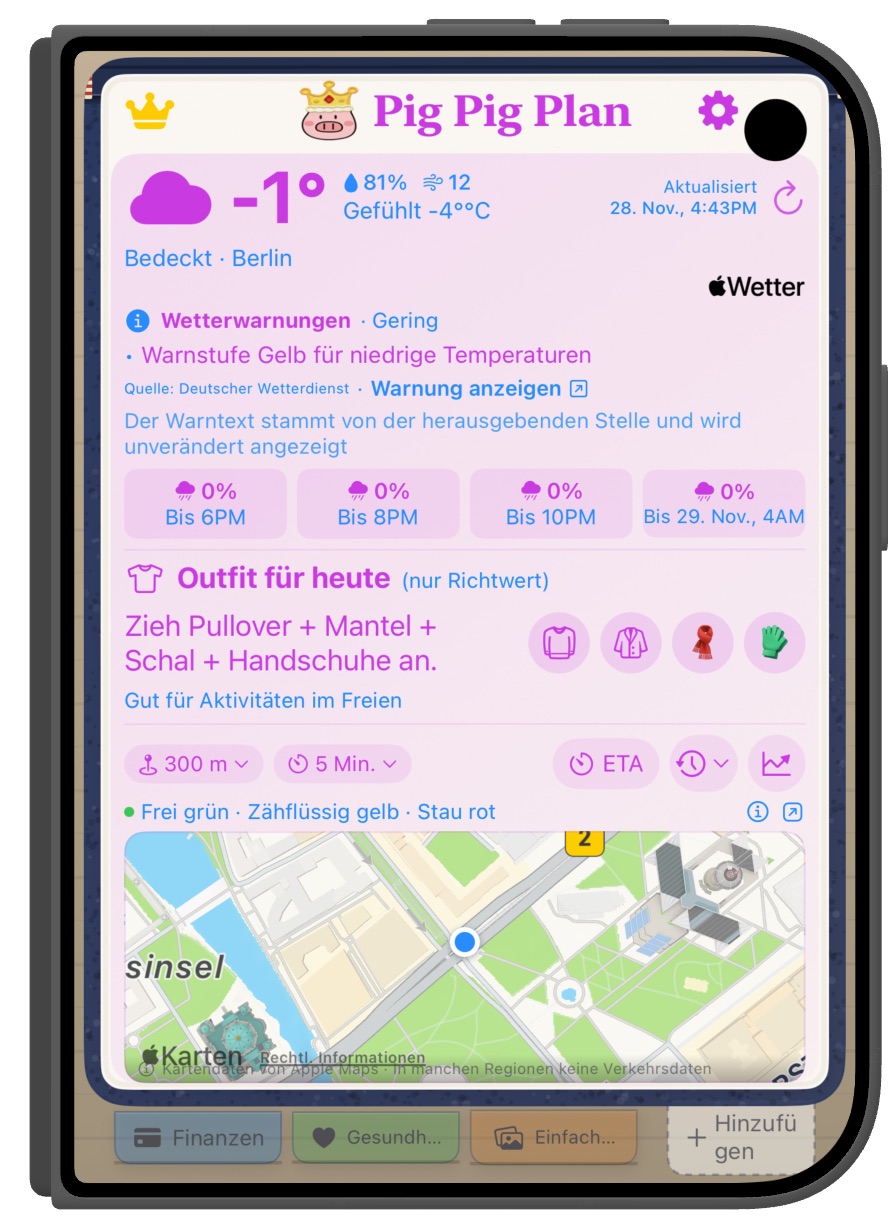 Pig Pig Plan
-1°
81% 12
Gefühlt -4°°C
Aktualisiert
28. Nov., 4:43PM
Bedeckt · Berlin
Wetter
Wetterwarnungen · Gering
· Warnstufe Gelb für niedrige Temperaturen
Quelle: Deutscher Wetterdienst · Warnung anzeigen
Der Warntext stammt von der herausgebenden Stelle und wird
unverändert angezeigt
0%
Bis 6PM
0%
Bis 8PM
0%
Bis 10PM
0%
Bis 29. Nov., 4AM
Outfit für heute (nur Richtwert)
Zieh Pullover + Mantel +
Schal + Handschuhe an.
Gut für Aktivitäten im Freien
300 m
5 Min.
ETA
Frei grün · Zähflüssig gelb · Stau rot
2
sinsel
Karten Rechtl. Informationen
Kartendaten von Apple Maps · In manchen Regionen keine Verkehrsdaten
Finanzen
Gesundh...
Einfach...
+ Hinzufü
gen